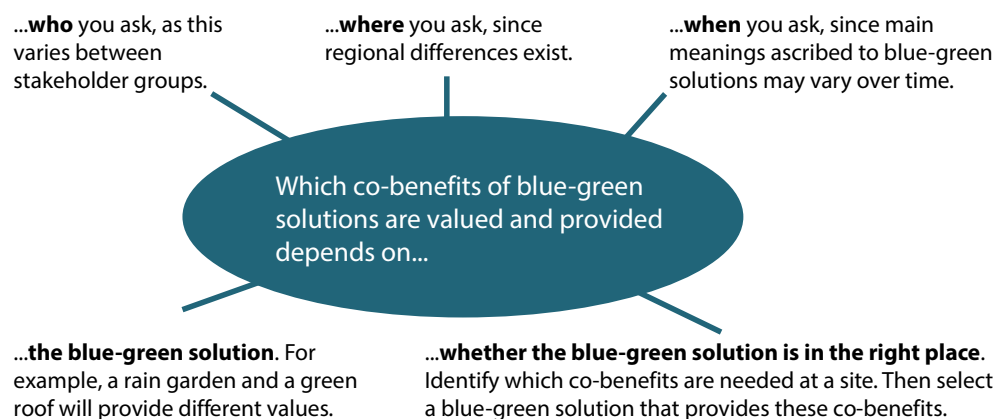 ...who you ask, as this
varies between
stakeholder groups.
...where you ask, since
regional differences exist.
...when you ask, since main
meanings ascribed to blue-green
solutions may vary over time.
Which co-benefits of blue-green
solutions are valued and provided
depends on...
...the blue-green solution. For
example, a rain garden and a green
roof will provide different values.
...whether the blue-green solution is in the right place.
Identify which co-benefits are needed at a site. Then select
a blue-green solution that provides these co-benefits.